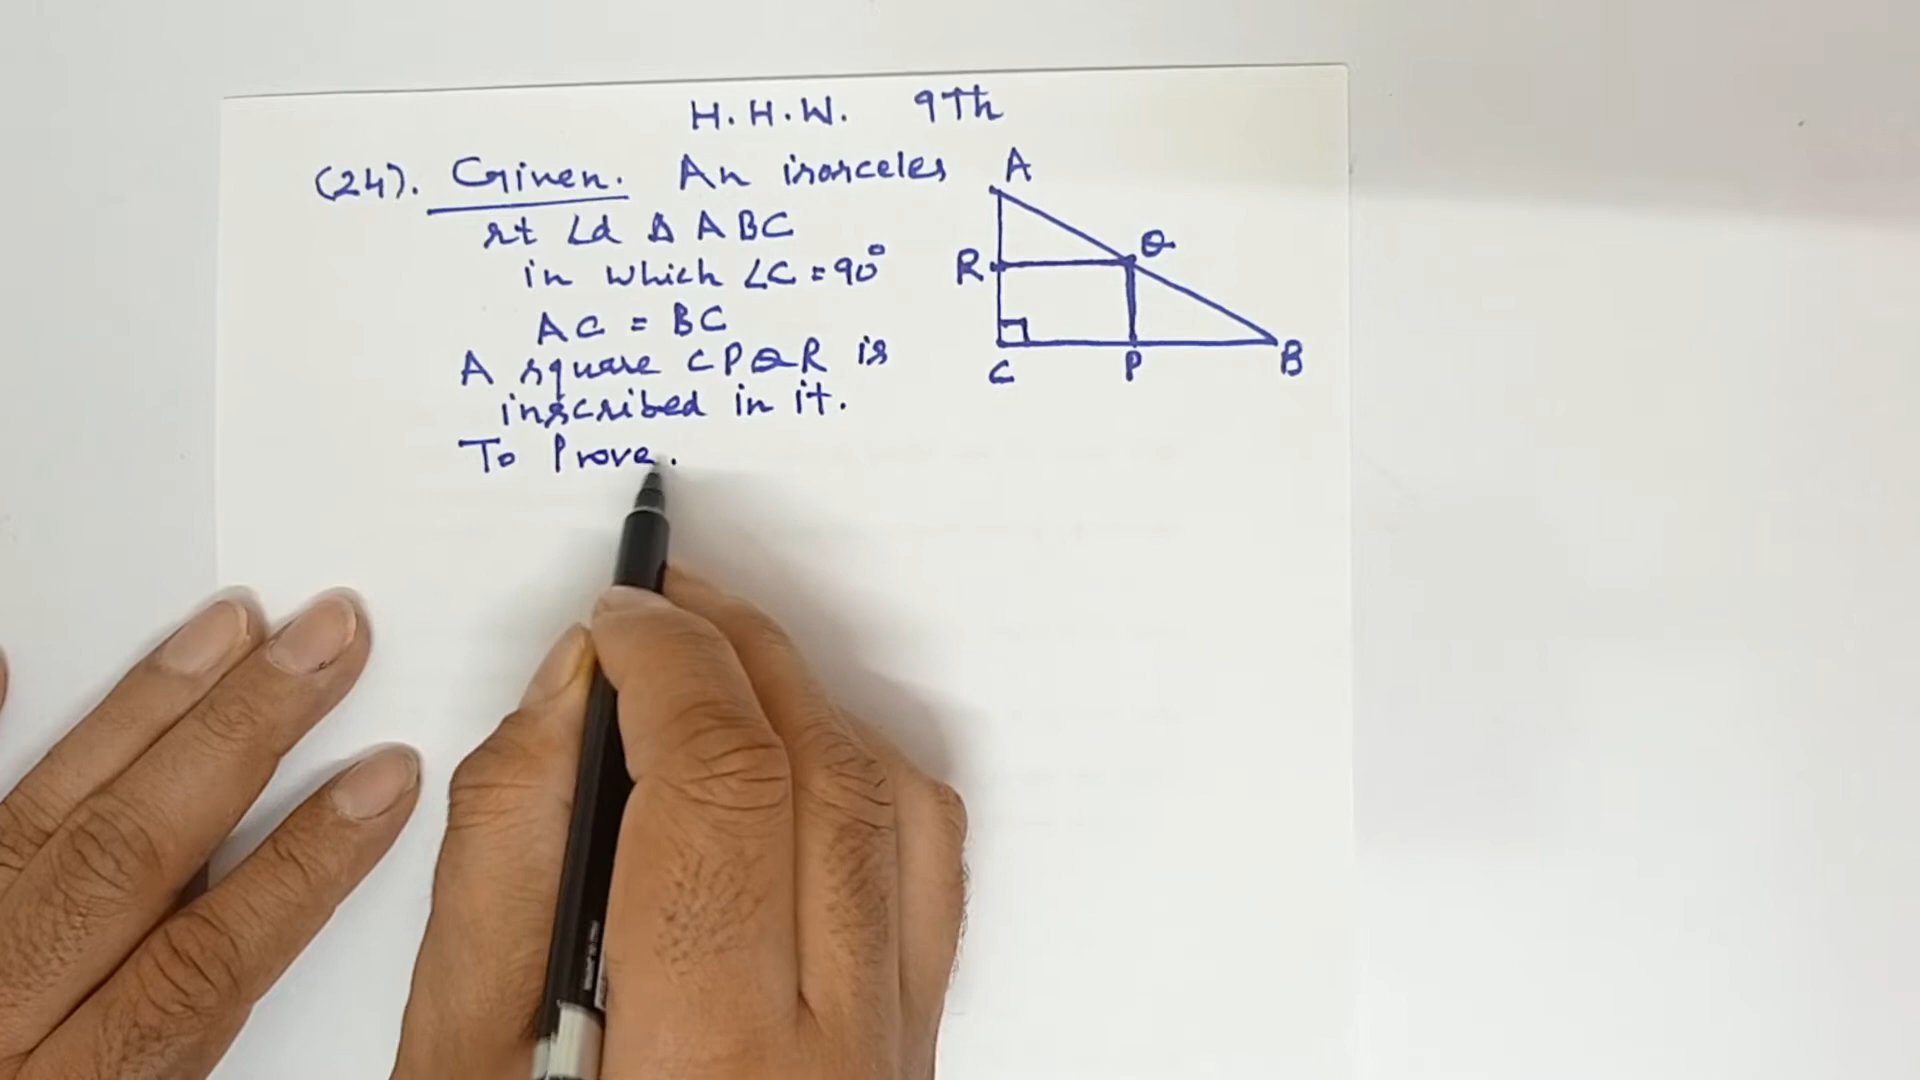 H.H.W. 9Th
(24). Given. An isosceles
rt ∠d Δ ABC
in which ∠C = 90°
AC = BC
A square CPQR is
inscribed in it.
To Prove.
A
R
Q
C
P
B